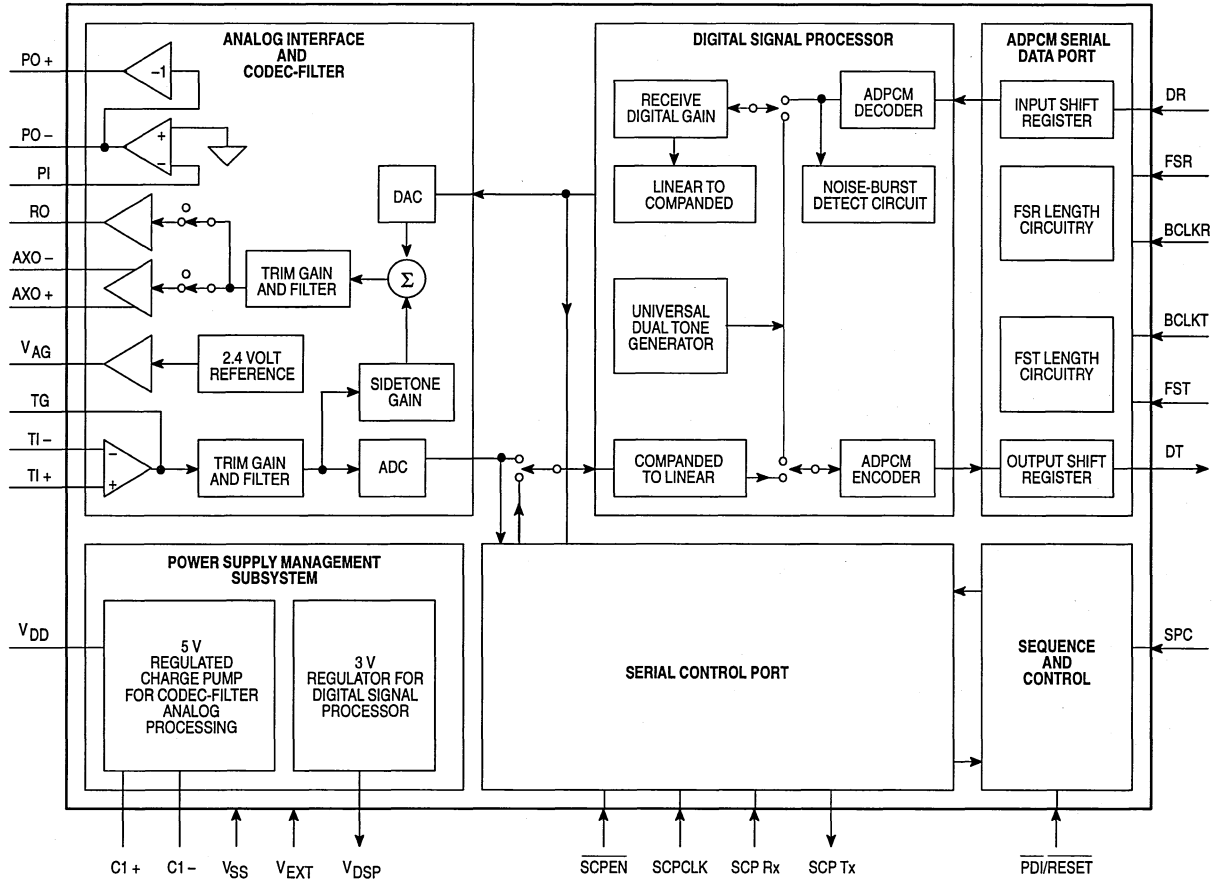 PO +
PO −
PI
RO
AXO −
AXO +
VAG
TG
TI −
TI +
ANALOG INTERFACE
AND
CODEC-FILTER
−1
+
−
DAC
Σ
TRIM GAIN
AND FILTER
2.4 VOLT
REFERENCE
SIDETONE
GAIN
−
+
TRIM GAIN
AND FILTER
ADC
DIGITAL SIGNAL PROCESSOR
RECEIVE
DIGITAL GAIN
ADPCM
DECODER
LINEAR TO
COMPANDED
NOISE-BURST
DETECT CIRCUIT
UNIVERSAL
DUAL TONE
GENERATOR
COMPANDED
TO LINEAR
ADPCM
ENCODER
ADPCM SERIAL
DATA PORT
INPUT SHIFT
REGISTER
FSR LENGTH
CIRCUITRY
FST LENGTH
CIRCUITRY
OUTPUT SHIFT
REGISTER
DR
FSR
BCLKR
BCLKT
FST
DT
POWER SUPPLY MANAGEMENT
SUBSYSTEM
VDD
5 V
REGULATED
CHARGE PUMP
FOR CODEC-FILTER
ANALOG
PROCESSING
3 V
REGULATOR FOR
DIGITAL SIGNAL
PROCESSOR
SERIAL CONTROL PORT
SEQUENCE
AND
CONTROL
SPC
C1 +
C1 −
VSS
VEXT
VDSP
SCPEN
SCPCLK
SCP Rx
SCP Tx
PDI/RESET